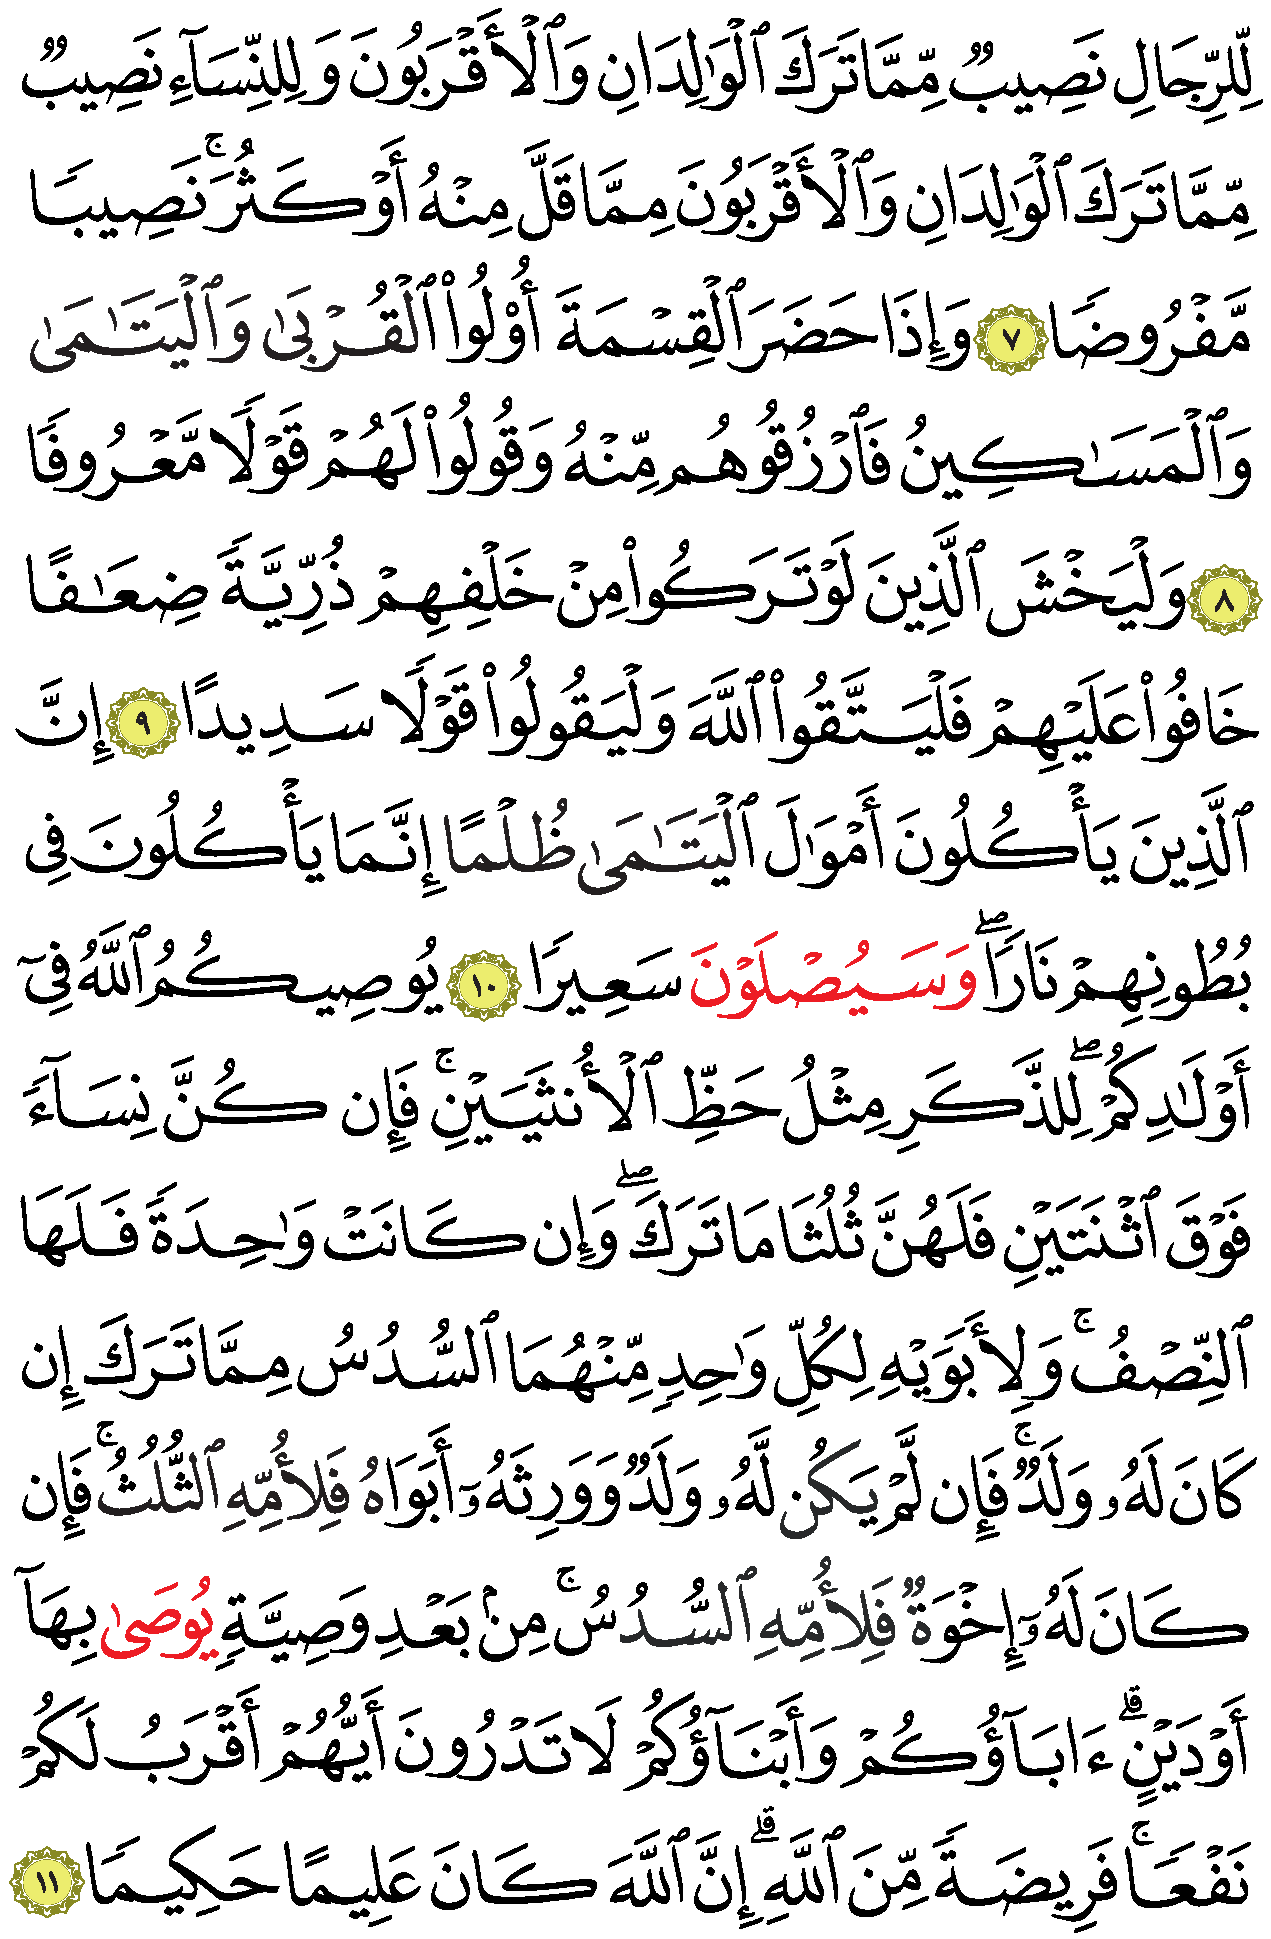 لِّلرِّجَالِ نَصِيبٞ مِّمَّا تَرَكَ ٱلۡوَٰلِدَانِ وَٱلۡأَقۡرَبُونَ وَلِلنِّسَآءِ نَصِيبٞ
مِّمَّا تَرَكَ ٱلۡوَٰلِدَانِ وَٱلۡأَقۡرَبُونَ مِمَّا قَلَّ مِنۡهُ أَوۡ كَثُرَۚ نَصِيبٗا
مَّفۡرُوضٗا ٧ وَإِذَا حَضَرَ ٱلۡقِسۡمَةَ أُوْلُواْ ٱلۡقُرۡبَىٰ وَٱلۡيَتَٰمَىٰ
وَٱلۡمَسَٰكِينُ فَٱرۡزُقُوهُم مِّنۡهُ وَقُولُواْ لَهُمۡ قَوۡلٗا مَّعۡرُوفٗا
٨ وَلۡيَخۡشَ ٱلَّذِينَ لَوۡ تَرَكُواْ مِنۡ خَلۡفِهِمۡ ذُرِّيَّةٗ ضِعَٰفًا
خَافُواْ عَلَيۡهِمۡ فَلۡيَتَّقُواْ ٱللَّهَ وَلۡيَقُولُواْ قَوۡلٗا سَدِيدًا ٩ إِنَّ
ٱلَّذِينَ يَأۡكُلُونَ أَمۡوَٰلَ ٱلۡيَتَٰمَىٰ ظُلۡمًا إِنَّمَا يَأۡكُلُونَ فِي
بُطُونِهِمۡ نَارٗاۖ وَسَيُصۡلَوۡنَ سَعِيرٗا ١٠ يُوصِيكُمُ ٱللَّهُ فِيٓ
أَوۡلَٰدِكُمۡۖ لِلذَّكَرِ مِثۡلُ حَظِّ ٱلۡأُنثَيَيۡنِۚ فَإِن كُنَّ نِسَآءٗ
فَوۡقَ ٱثۡنَتَيۡنِ فَلَهُنَّ ثُلُثَا مَا تَرَكَۖ وَإِن كَانَتۡ وَٰحِدَةٗ فَلَهَا
ٱلنِّصۡفُۚ وَلِأَبَوَيۡهِ لِكُلِّ وَٰحِدٖ مِّنۡهُمَا ٱلسُّدُسُ مِمَّا تَرَكَ إِن
كَانَ لَهُۥ وَلَدٞۚ فَإِن لَّمۡ يَكُن لَّهُۥ وَلَدٞ وَوَرِثَهُۥٓ أَبَوَاهُ فَلِأُمِّهِ ٱلثُّلُثُۚ فَإِن
كَانَ لَهُۥٓ إِخۡوَةٞ فَلِأُمِّهِ ٱلسُّدُسُۚ مِنۢ بَعۡدِ وَصِيَّةٖ يُوصَىٰ بِهَآ
أَوۡ دَيۡنٍۗ ءَابَآؤُكُمۡ وَأَبۡنَآؤُكُمۡ لَا تَدۡرُونَ أَيُّهُمۡ أَقۡرَبُ لَكُمۡ
نَفۡعٗاۚ فَرِيضَةٗ مِّنَ ٱللَّهِۗ إِنَّ ٱللَّهَ كَانَ عَلِيمًا حَكِيمٗا ١١